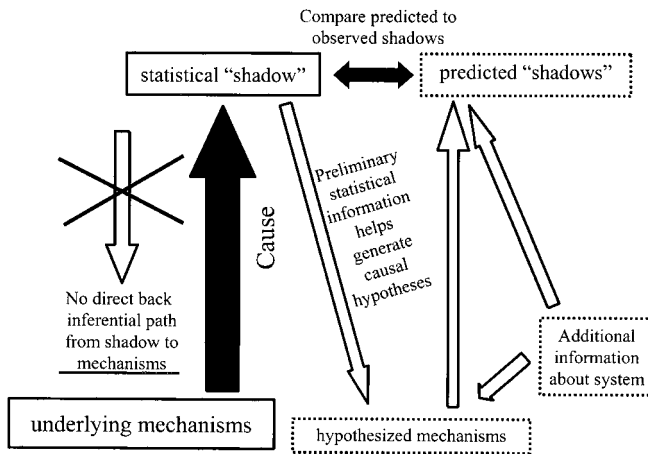 Compare predicted to
observed shadows
statistical “shadow”
predicted “shadows”
Preliminary
statistical
information
helps
generate
causal
hypotheses
Cause
No direct back
inferential path
from shadow to
mechanisms
Additional
information
about system
underlying mechanisms
hypothesized mechanisms